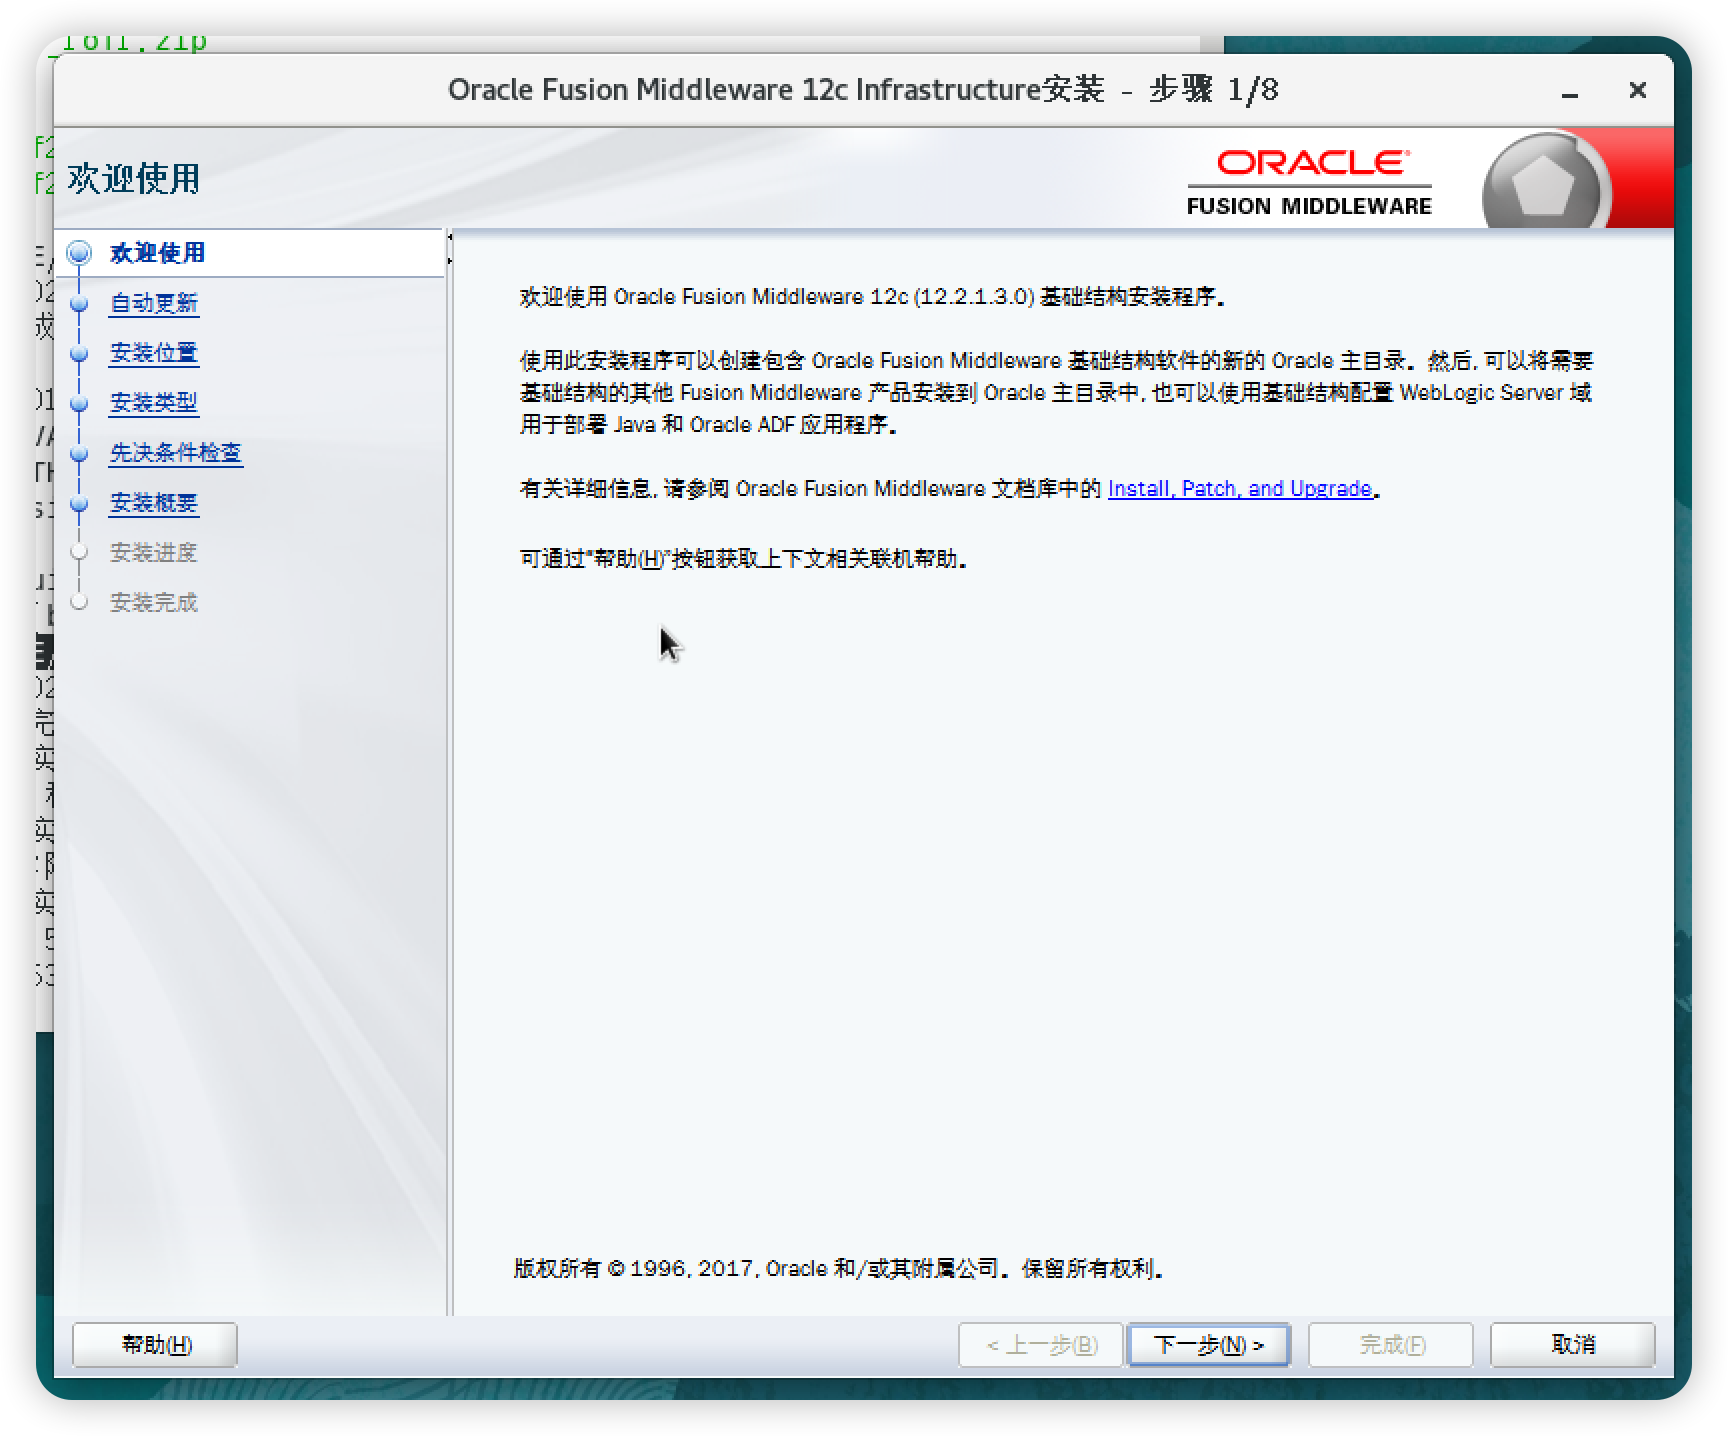 Oracle Fusion Middleware 12c Infrastructure安装 - 步骤 1/8
欢迎使用
ORACLE
FUSION MIDDLEWARE
欢迎使用
自动更新
安装位置
安装类型
先决条件检查
安装概要
安装进度
安装完成
欢迎使用 Oracle Fusion Middleware 12c (12.2.1.3.0) 基础结构安装程序。
使用此安装程序可以创建包含 Oracle Fusion Middleware 基础结构软件的新的 Oracle 主目录。然后, 可以将需要
基础结构的其他 Fusion Middleware 产品安装到 Oracle 主目录中, 也可以使用基础结构配置 WebLogic Server 域
用于部署 Java 和 Oracle ADF 应用程序。
有关详细信息, 请参阅 Oracle Fusion Middleware 文档库中的 Install, Patch, and Upgrade。
可通过"帮助(H)"按钮获取上下文相关联机帮助。
版权所有 © 1996, 2017, Oracle 和/或其附属公司。保留所有权利。
帮助(H)
< 上一步(B)
下一步(N) >
完成(F)
取消